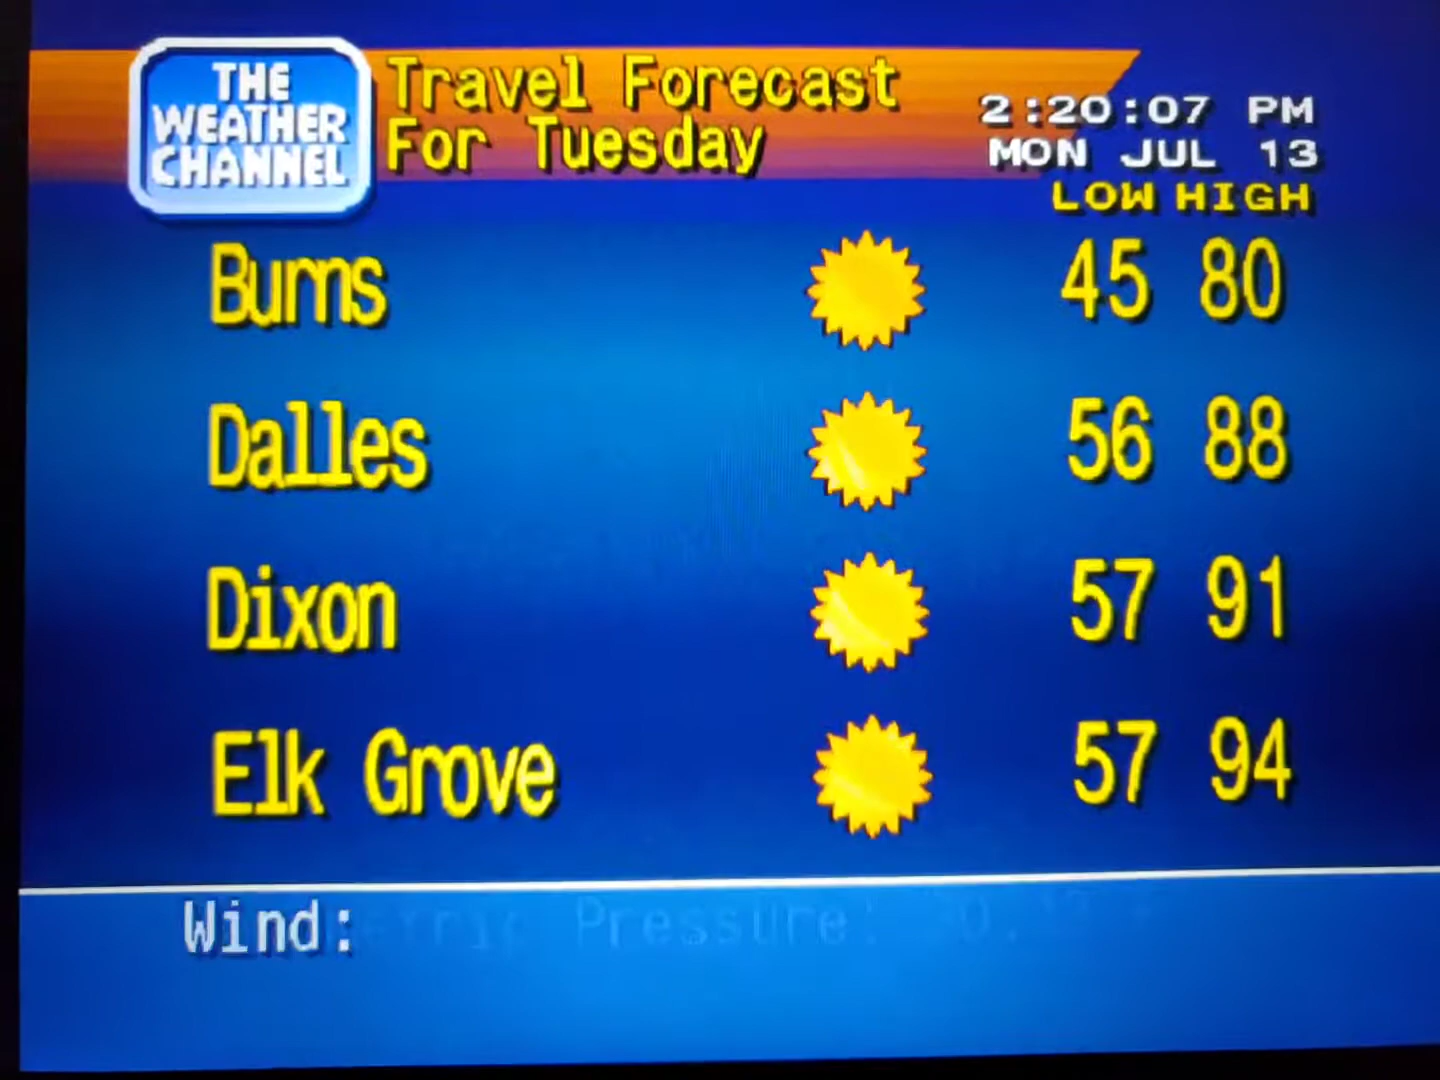 THE
WEATHER
CHANNEL
Travel Forecast
For Tuesday
2:20:07 PM
MON JUL 13
LOW HIGH
Burns 45 80
Dalles 56 88
Dixon 57 91
Elk Grove 57 94
Wind:
Pressure: